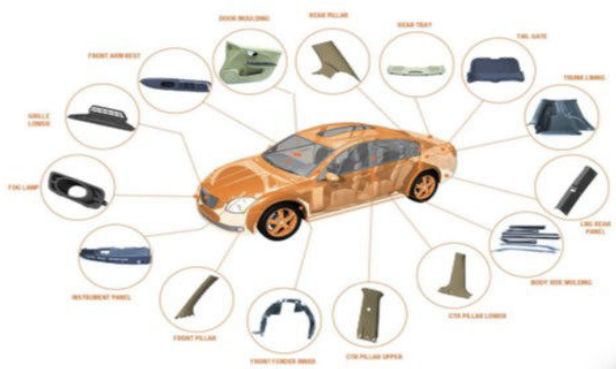 DOOR MOULDING
REAR PILLAR
REAR TRAY
TAIL GATE
FRONT ARM REST
TRUNK LINING
GRILLE
LOWER
FOG LAMP
LWG REAR
PANEL
BODY SIDE MOLDING
INSTRUMENT PANEL
CTR PILLAR LOWER
FRONT PILLAR
FRONT FENDER INNER
CTR PILLAR UPPER